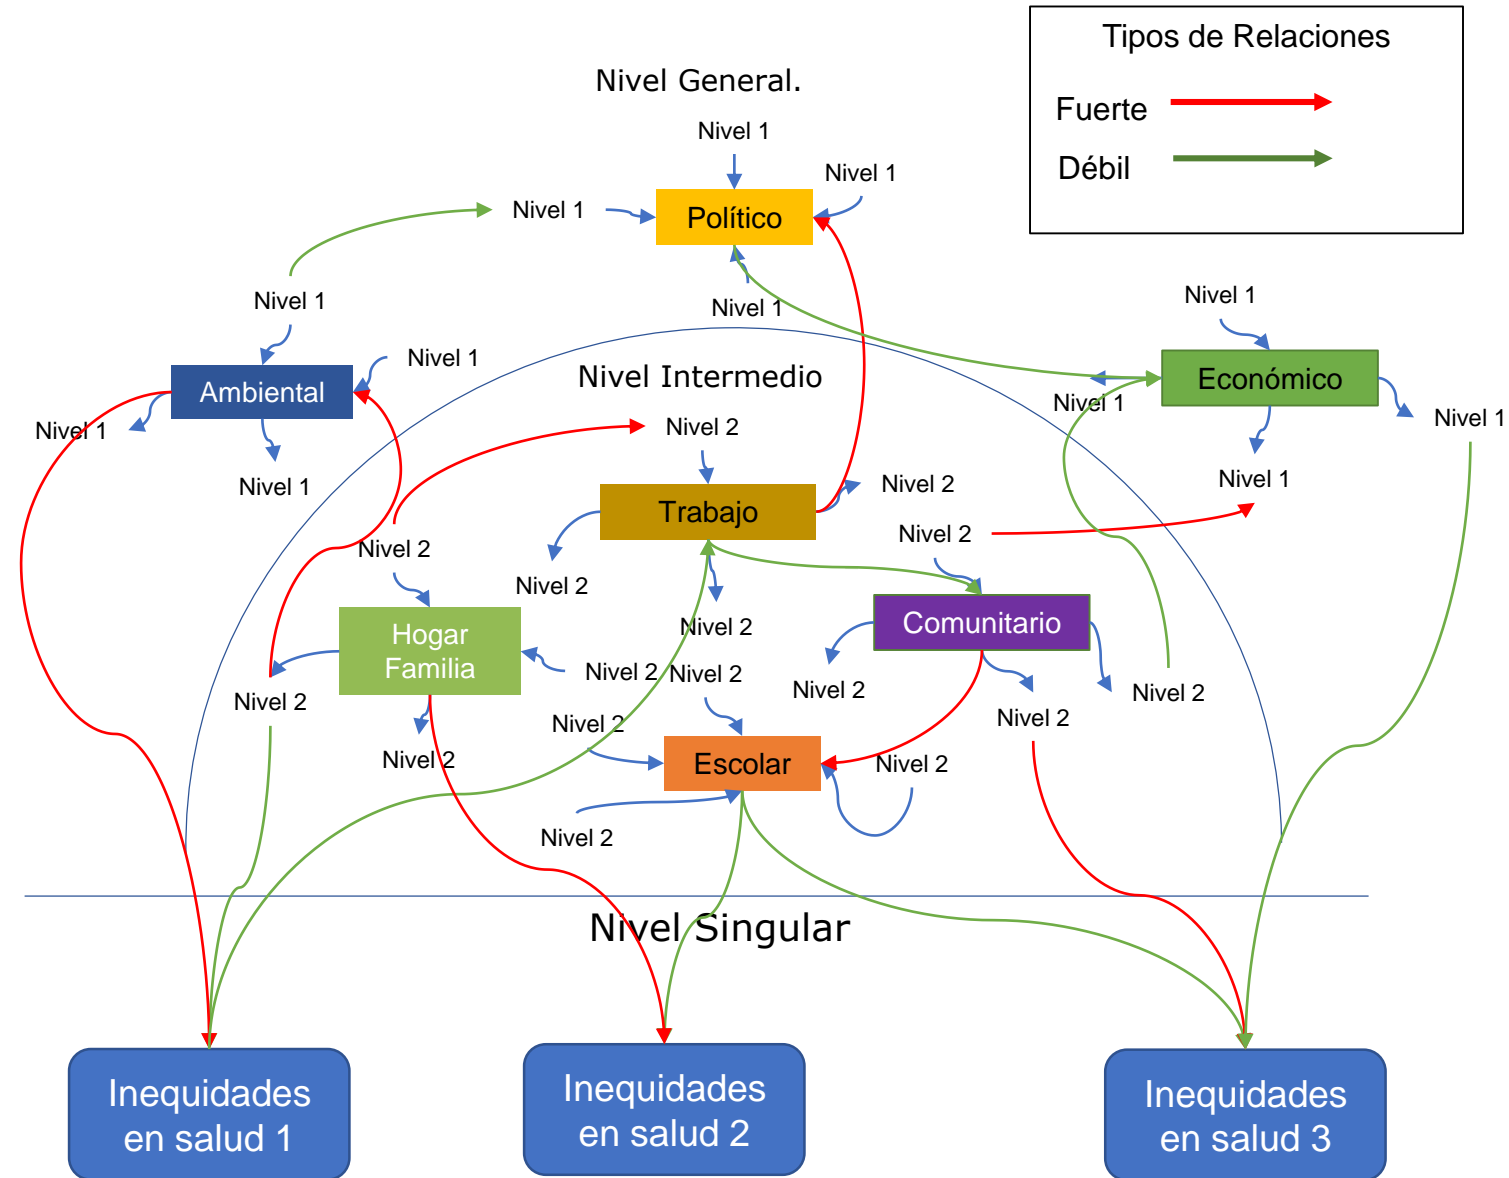 Tipos de Relaciones
Fuerte
Débil
Nivel General.
Nivel 1
Nivel 1
Nivel 1
Político
Nivel 1
Nivel 1
Nivel 1
Nivel 1
Ambiental
Nivel 1
Nivel 1
Nivel 1
Económico
Nivel 1
Nivel 1
Nivel 1
Nivel Intermedio
Nivel 2
Trabajo
Nivel 2
Nivel 2
Nivel 2
Nivel 2
Hogar
Familia
Nivel 2
Nivel 2
Nivel 2
Nivel 2
Comunitario
Nivel 2
Nivel 2
Nivel 2
Nivel 2
Nivel 2
Escolar
Nivel 2
Nivel 2
Nivel Singular
Inequidades
en salud 1
Inequidades
en salud 2
Inequidades
en salud 3